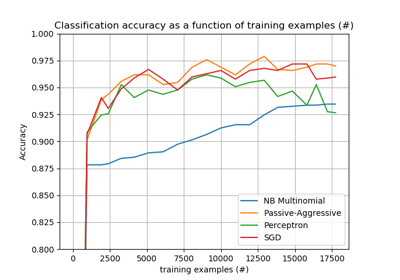 Classification accuracy as a function of training examples (#)
1.000
0.975
0.950
0.925
0.900
0.875
0.850
0.825
0.800
Accuracy
NB Multinomial
Passive-Aggressive
Perceptron
SGD
0 2500 5000 7500 10000 12500 15000 17500
training examples (#)